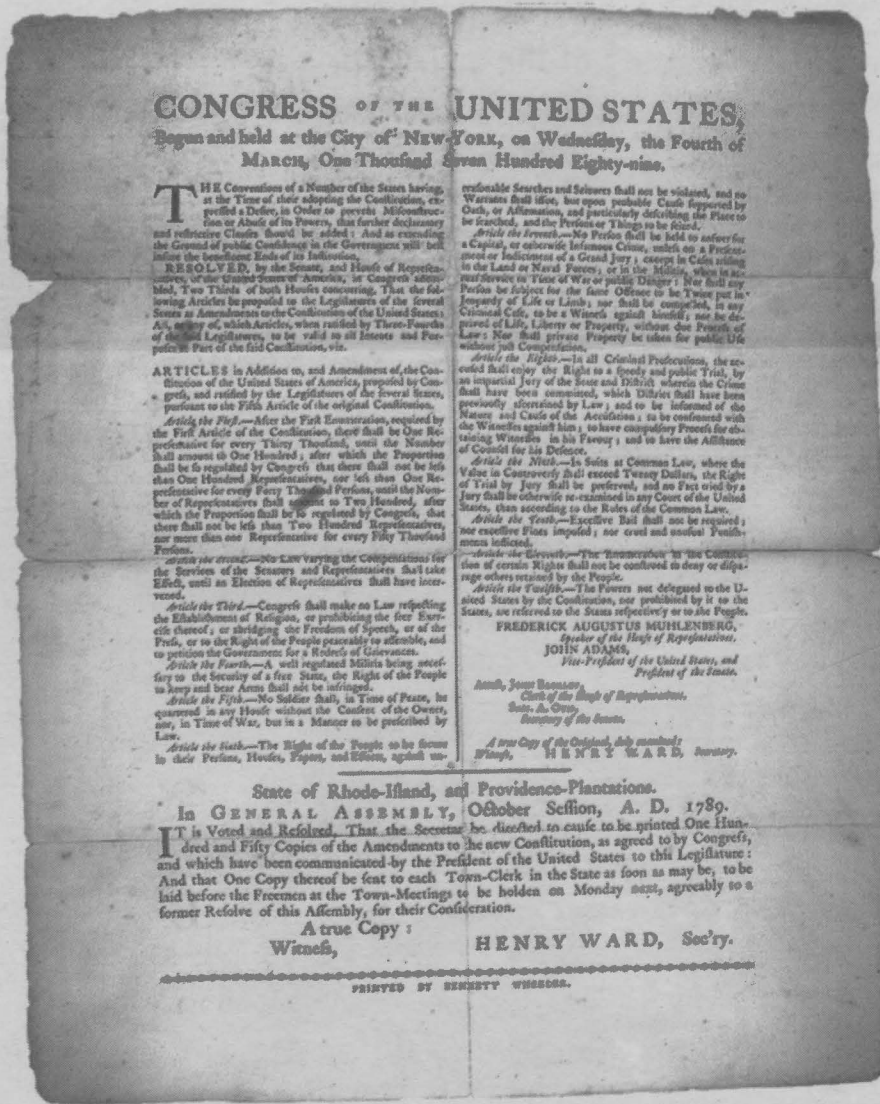 CONGRESS OF THE UNITED STATES,
Begun and held at the City of NEW-YORK, on Wednesday, the Fourth of
MARCH, One Thousand Seven Hundred Eighty-nine.
THE Conventions of a Number of the States having,
at the Time of their adopting the Constitution, ex-
pressed a Desire, in Order to prevent Misconstruc-
tion or Abuse of its Powers, that further declaratory
and restrictive Clauses should be added: And as extending
the Ground of public Confidence in the Government will best
insure the beneficent Ends of its Institution,
RESOLVED, by the Senate, and House of Represen-
tatives, of the United States of America, in Congress assem-
bled, Two Thirds of both Houses concurring, That the fol-
lowing Articles be proposed to the Legislatures of the several
States as Amendments to the Constitution of the United States:
All, or any of, which Articles, when ratified by Three-Fourths
of the said Legislatures, to be valid to all Intents and Pur-
poses as Part of the said Constitution, viz.
ARTICLES in Addition to, and Amendment of, the Con-
stitution of the United States of America, proposed by Con-
gress, and ratified by the Legislatures of the several States,
pursuant to the Fifth Article of the original Constitution.
Article the First.—After the First Enumeration, required by
the First Article of the Constitution, there shall be One Re-
presentative for every Thirty Thousand, until the Number
shall amount to One Hundred; after which the Proportion
shall be so regulated by Congress that there shall not be less
than One Hundred Representatives, nor less than One Re-
presentative for every Forty Thousand Persons, until the Num-
ber of Representatives shall amount to Two Hundred, after
which the Proportion shall be so regulated by Congress, that
there shall not be less than Two Hundred Representatives,
nor more than one Representative for every Fifty Thousand
Persons.
Article the Second.—No Law varying the Compensations for
the Services of the Senators and Representatives shall take
Effect, until an Election of Representatives shall have inter-
vened.
Article the Third.—Congress shall make no Law respecting
the Establishment of Religion, or prohibiting the free Exer-
cise thereof; or abridging the Freedom of Speech, or of the
Press, or so the Right of the People peaceably to assemble, and
to petition the Government for a Redress of Grievances.
Article the Fourth.—A well regulated Militia being neces-
sary to the Security of a free State, the Right of the People
to keep and bear Arms shall not be infringed.
Article the Fifth.—No Soldier shall, in Time of Peace, be
quartered in any House without the Consent of the Owner,
nor, in Time of War, but in a Manner to be prescribed by
Law.
Article the Sixth.—The Right of the People to be secure
in their Persons, Houses, Papers, and Effects, against un-
reasonable Searches and Seizures shall not be violated, and no
Warrants shall issue, but upon probable Cause supported by
Oath, or Affirmation, and particularly describing the Place to
be searched, and the Persons or Things to be seized.
Article the Seventh.—No Person shall be held to answer for
a Capital, or otherwise Infamous Crime, unless on a Present-
ment or Indictment of a Grand Jury; except in Cases arising
in the Land or Naval Forces; or in the Militia, when in ac-
tual Service in Time of War or public Danger: Nor shall any
Person be subject for the same Offence to be Twice put in
Jeopardy of Life or Limb; nor shall be compelled, in any
Criminal Case, to be a Witness against himself; nor be de-
prived of Life, Liberty or Property, without due Process of
Law: Nor shall private Property be taken for public Use
without just Compensation.
Article the Eighth.—In all Criminal Prosecutions, the ac-
cused shall enjoy the Right to a speedy and public Trial, by
an impartial Jury of the State and District wherein the Crime
shall have been committed, which District shall have been
previously ascertained by Law; and to be informed of the
Nature and Cause of the Accusation; to be confronted with
the Witnesses against him; to have compulsory Process for ob-
taining Witnesses in his Favour; and to have the Assistance
of Counsel for his Defence.
Article the Ninth.—In Suits at Common Law, where the
Value in Controversy shall exceed Twenty Dollars, the Right
of Trial by Jury shall be preserved, and no Fact tried by a
Jury shall be otherwise re-examined in any Court of the United
States, than according to the Rules of the Common Law.
Article the Tenth.—Excessive Bail shall not be required;
nor excessive Fines imposed; nor cruel and unusual Punish-
ments inflicted.
Article the Eleventh.—The Enumeration in the Constitu-
tion of certain Rights shall not be construed to deny or dispa-
rage others retained by the People.
Article the Twelfth.—The Powers not delegated to the U-
nited States by the Constitution, nor prohibited by it to the
States, are referred to the States respectively or to the People.
FREDERICK AUGUSTUS MUHLENBERG,
Speaker of the House of Representatives.
JOHN ADAMS,
Vice-President of the United States, and
President of the Senate.
Attest, JOHN BECKLEY,
Clerk of the House of Representatives.
SAM. A. OTIS,
Secretary of the Senate.
A true Copy of the Original, duly examined:
Witness, HENRY WARD, Secretary.
State of Rhode-Island, and Providence-Plantations.
In GENERAL ASSEMBLY, October Session, A. D. 1789.
IT is Voted and Resolved, That the Secretar be directed to cause to be printed One Hun-
dred and Fifty Copies of the Amendments to the new Constitution, as agreed to by Congress,
and which have been communicated by the President of the United States to this Legislature:
And that One Copy thereof be sent to each Town-Clerk in the State as soon as may be, to be
laid before the Freemen at the Town-Meetings to be holden on Monday next, agreeably to a
former Resolve of this Assembly, for their Consideration.
A true Copy:
Witness, HENRY WARD, Sec'ry.
PRINTED BY BENNETT WHEELER.